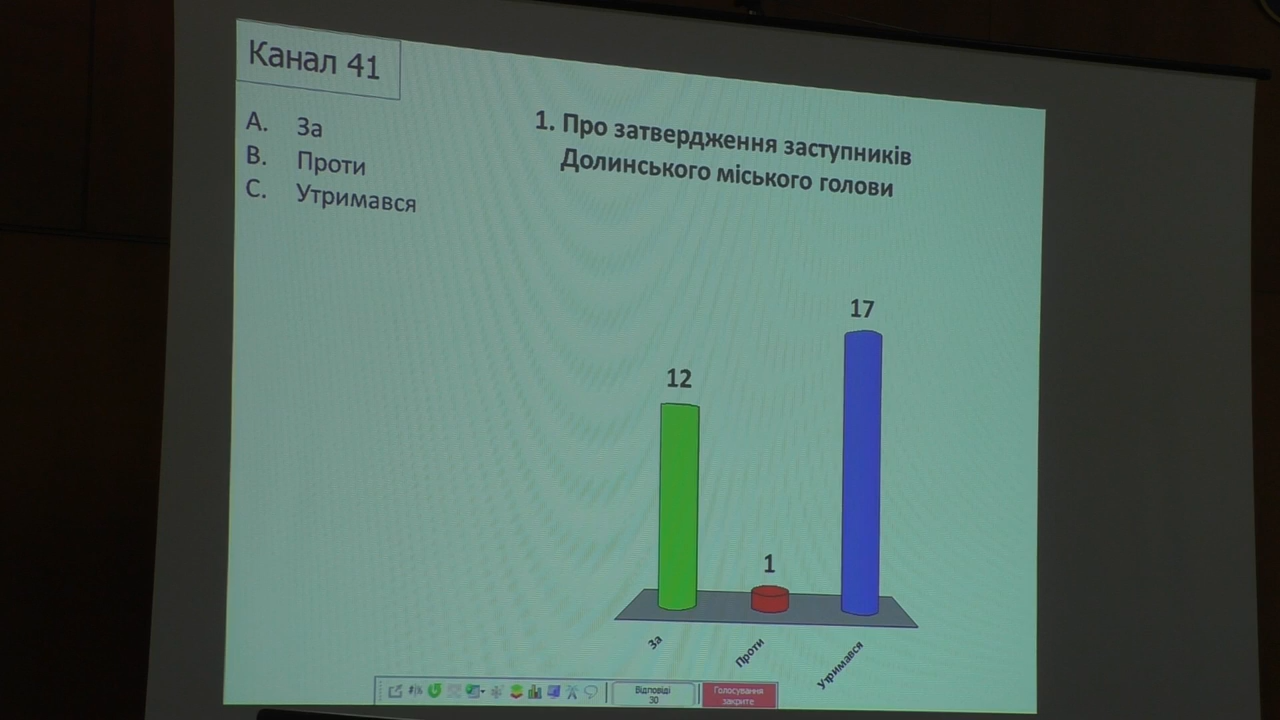 Канал 41
A. За
B. Проти
C. Утримався
1. Про затвердження заступників
Долинського міського голови
12
1
17
За
Проти
Утримався
Відповіді
30
Голосування
закрите